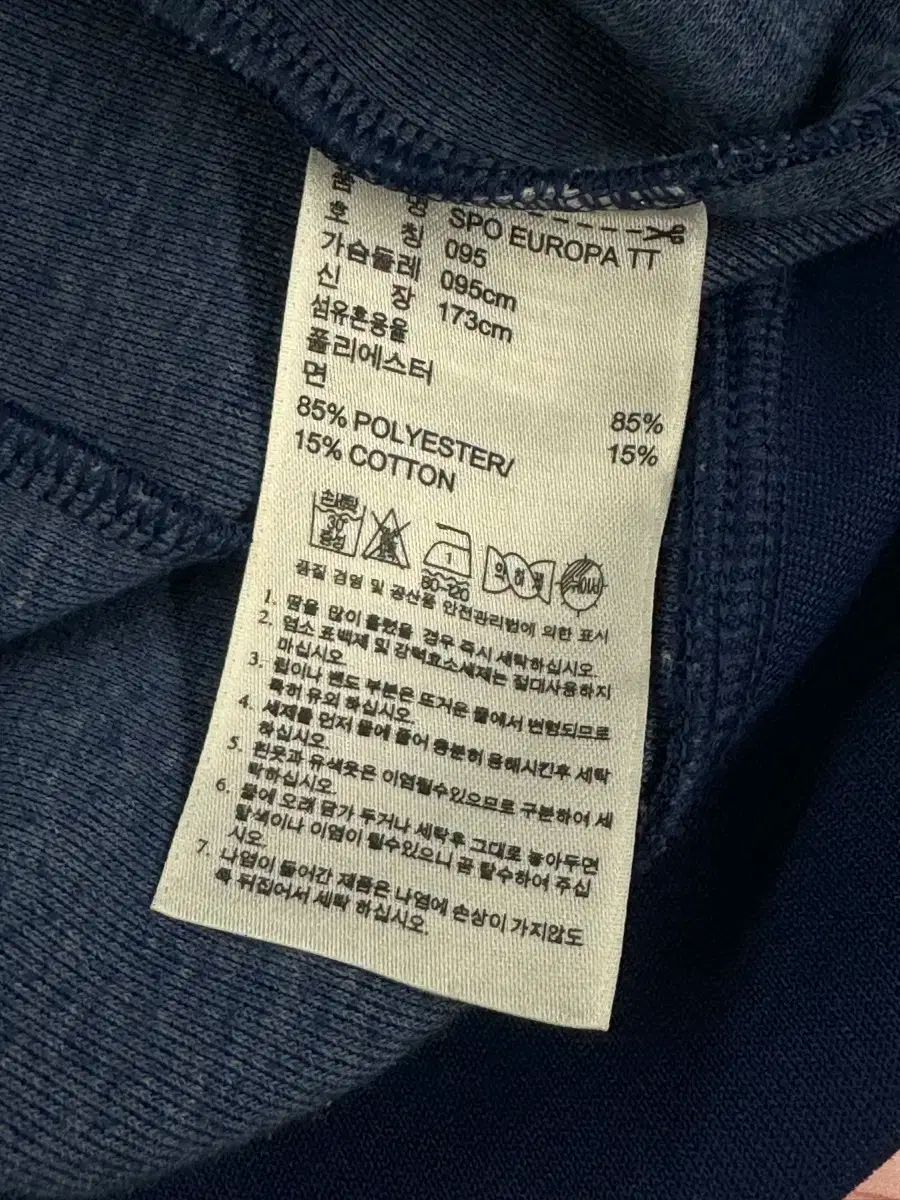 명 SPO EUROPA TT
호 칭 095
가슴둘레 095cm
신 장 173cm
섬유혼용율
폴리에스터 85%
면 15%
85% POLYESTER/
15% COTTON
손세탁
30°
중성
1
80~120
약하게
품질 경영 및 공산품 안전관리법에 의한 표시
1. 땀을 많이 흘렸을 경우 즉시 세탁하십시오.
2. 염소 표백제 및 강력효소세제는 절대사용하지
마십시오.
3. 립이나 밴드 부분은 뜨거운 물에서 변형되므로
특히 유의 하십시오.
4. 세제를 먼저 물에 풀어 충분히 용해시킨후 세탁
하십시오.
5. 흰옷과 유색옷은 이염될수있으므로 구분하여 세
탁하십시오.
6. 물에 오래 담가 두거나 세탁후 그대로 놓아두면
탈색이나 이염이 될수있으니 곧 탈수하여 주십
시오.
7. 나염이 들어간 제품은 나염에 손상이 가지않도
록 뒤집어서 세탁 하십시오.